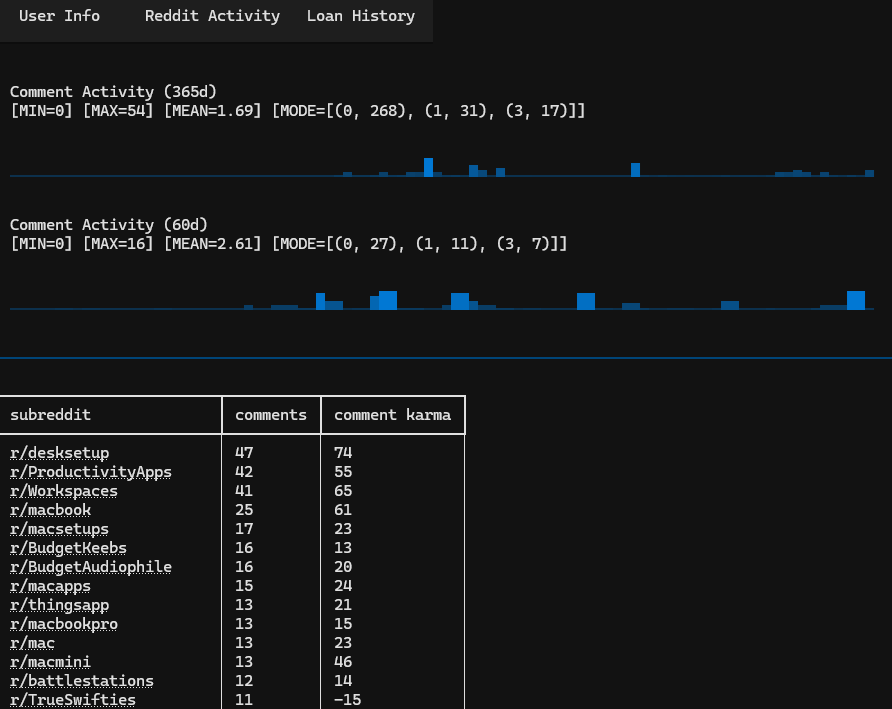 User Info Reddit Activity Loan History
Comment Activity (365d)
[MIN=0] [MAX=54] [MEAN=1.69] [MODE=[(0, 268), (1, 31), (3, 17)]]
Comment Activity (60d)
[MIN=0] [MAX=16] [MEAN=2.61] [MODE=[(0, 27), (1, 11), (3, 7)]]
subreddit comments comment karma
r/desksetup 47 74
r/ProductivityApps 42 55
r/Workspaces 41 65
r/macbook 25 61
r/macsetups 17 23
r/BudgetKeebs 16 13
r/BudgetAudiophile 16 20
r/macapps 15 24
r/thingsapp 13 21
r/macbookpro 13 15
r/mac 13 23
r/macmini 13 46
r/battlestations 12 14
r/TrueSwifties 11 -15